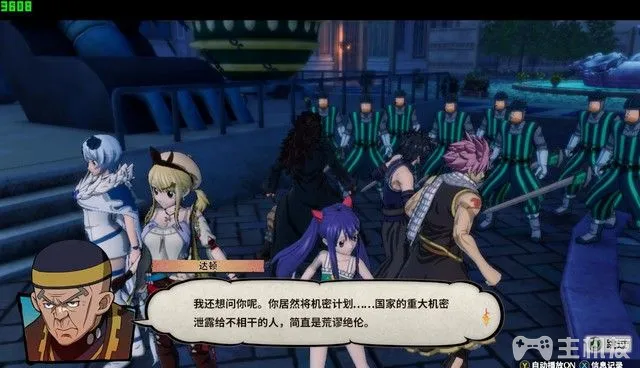 3608
达顿
我还想问你呢。你居然将机密计划……国家的重大机密
泄露给不相干的人，简直是荒谬绝伦。
主机侠
自动播放ON Ⓧ信息记录